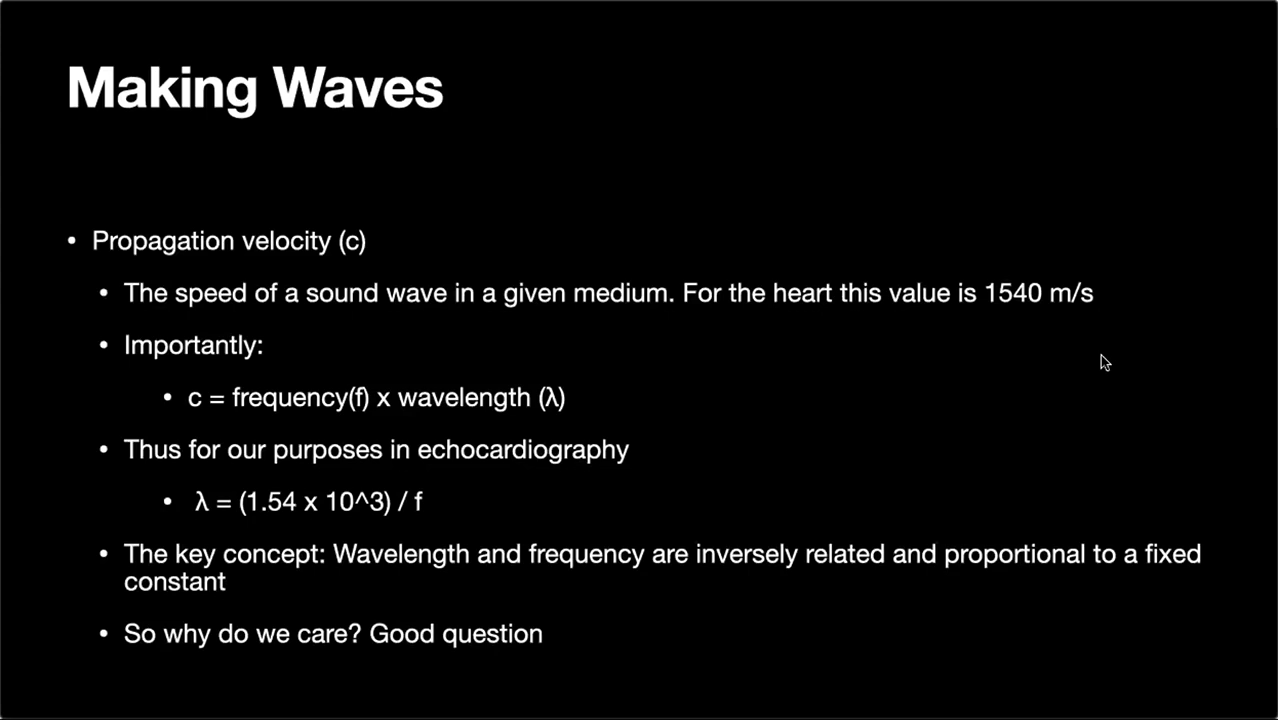 Making Waves
• Propagation velocity (c)
• The speed of a sound wave in a given medium. For the heart this value is 1540 m/s
• Importantly:
• c = frequency(f) x wavelength (λ)
• Thus for our purposes in echocardiography
• λ = (1.54 x 10^3) / f
• The key concept: Wavelength and frequency are inversely related and proportional to a fixed
constant
• So why do we care? Good question